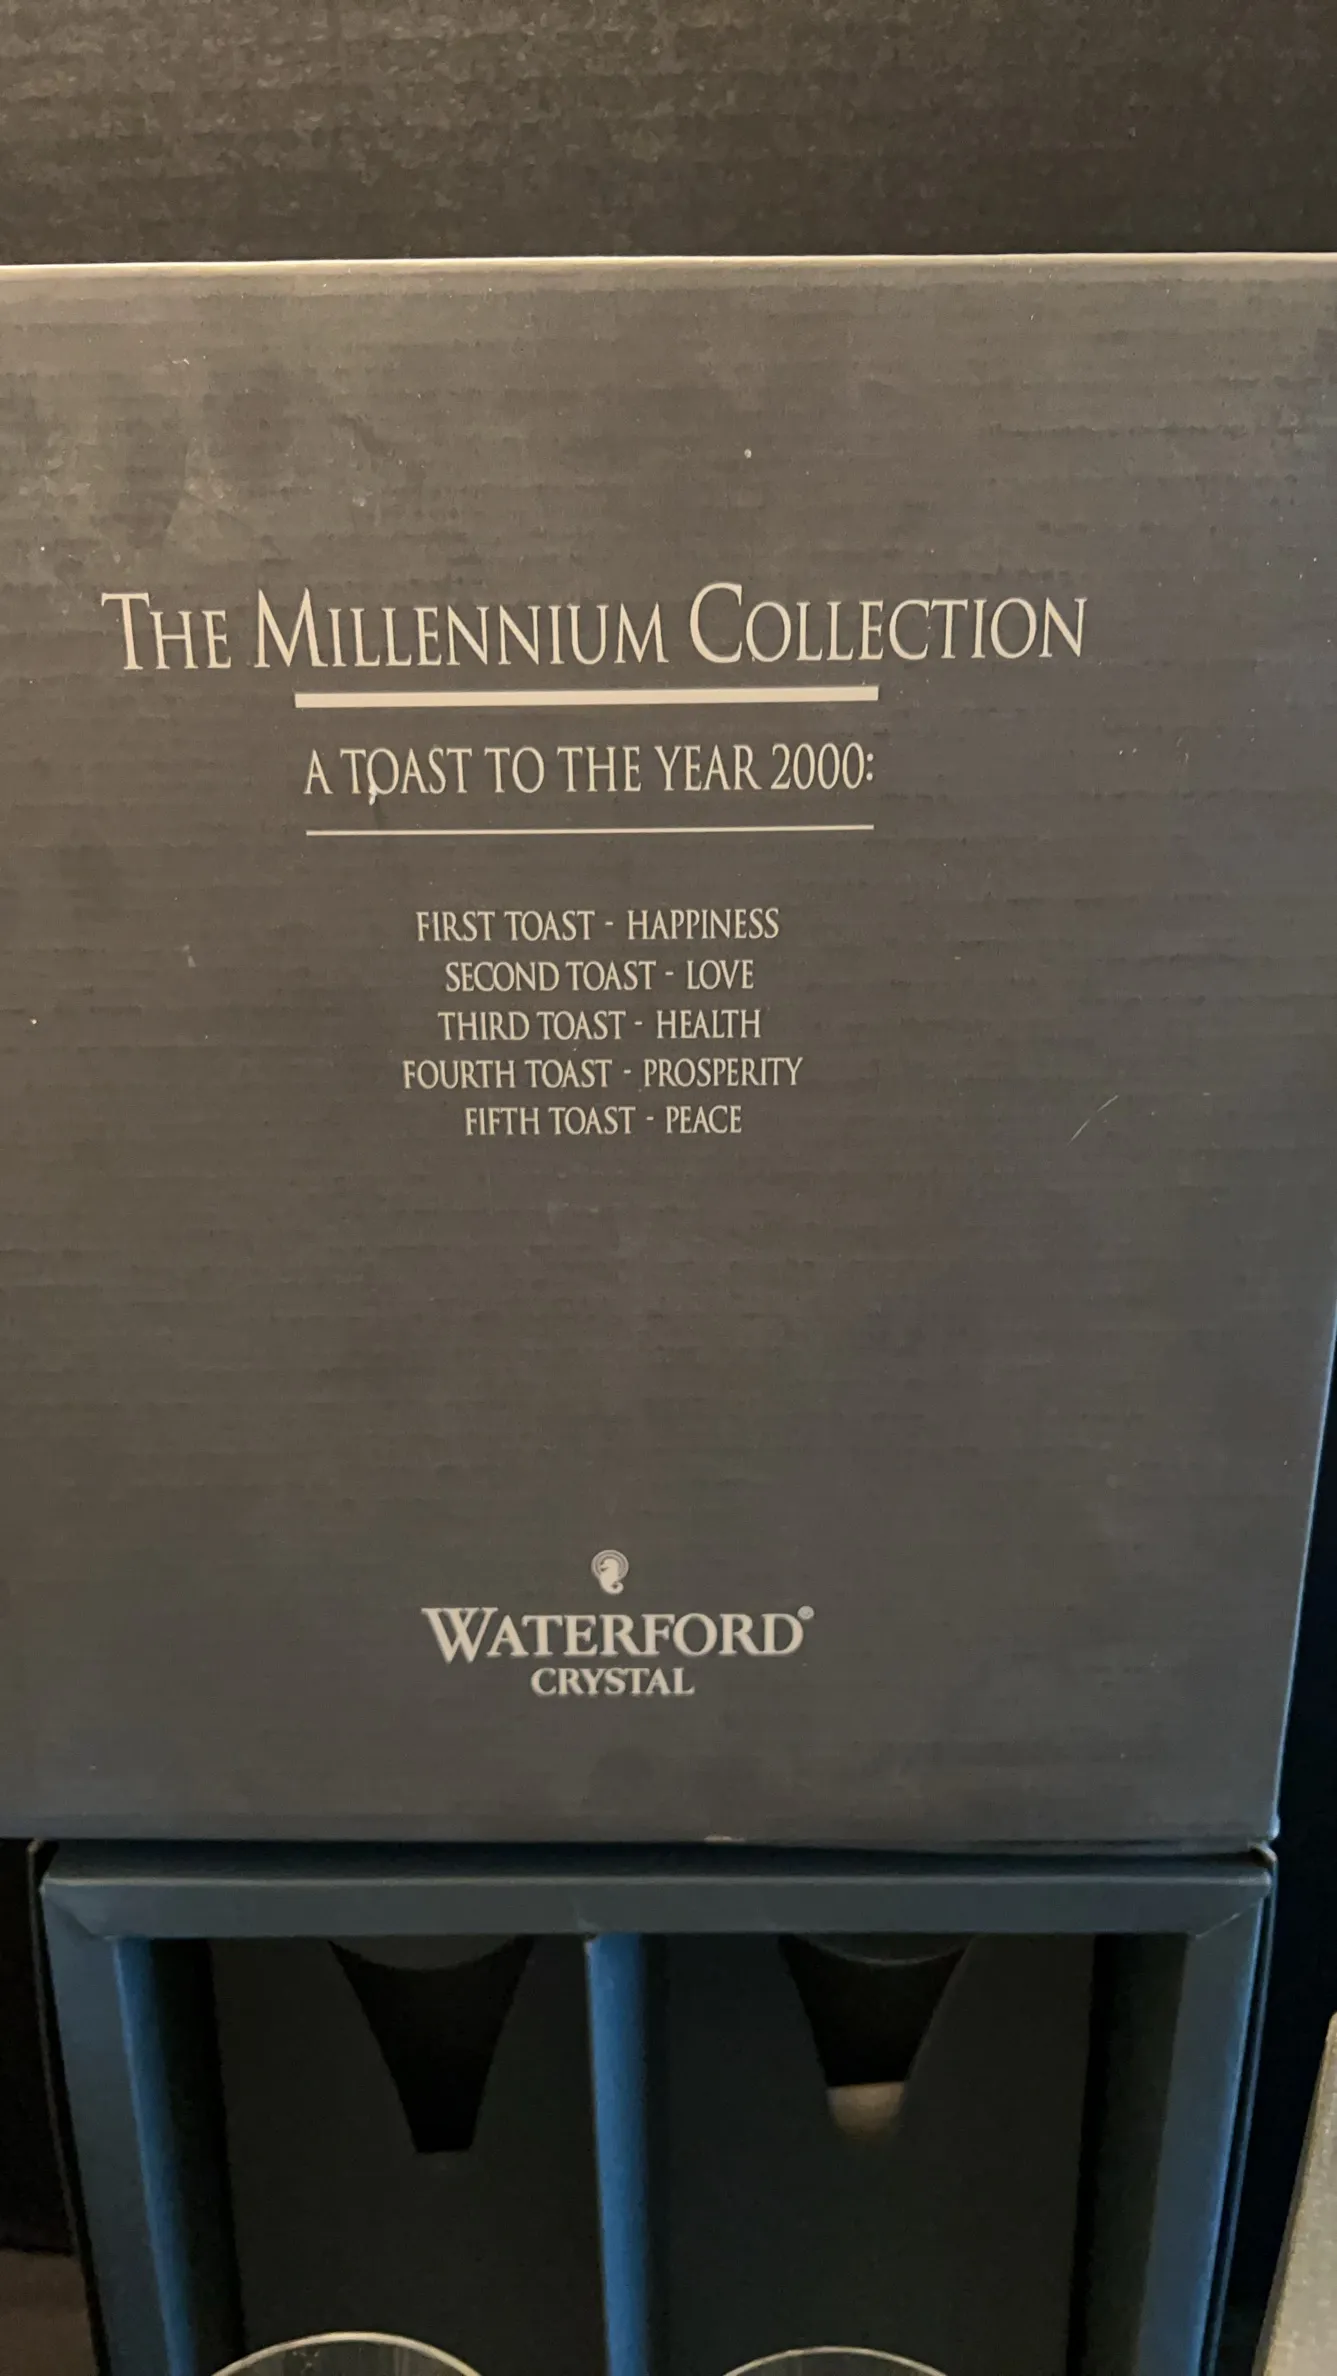 THE MILLENNIUM COLLECTION
A TOAST TO THE YEAR 2000:
FIRST TOAST - HAPPINESS
SECOND TOAST - LOVE
THIRD TOAST - HEALTH
FOURTH TOAST - PROSPERITY
FIFTH TOAST - PEACE
WATERFORD®
CRYSTAL